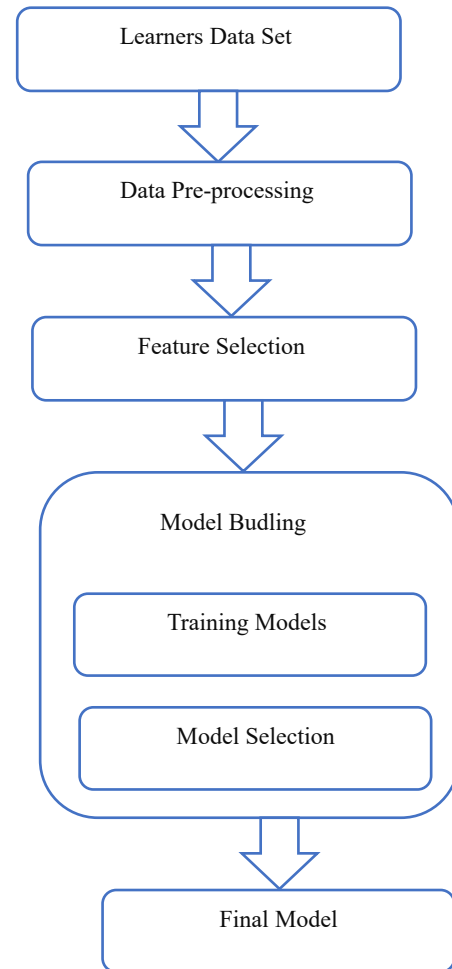 Learners Data Set
Data Pre-processing
Feature Selection
Model Budling
Training Models
Model Selection
Final Model